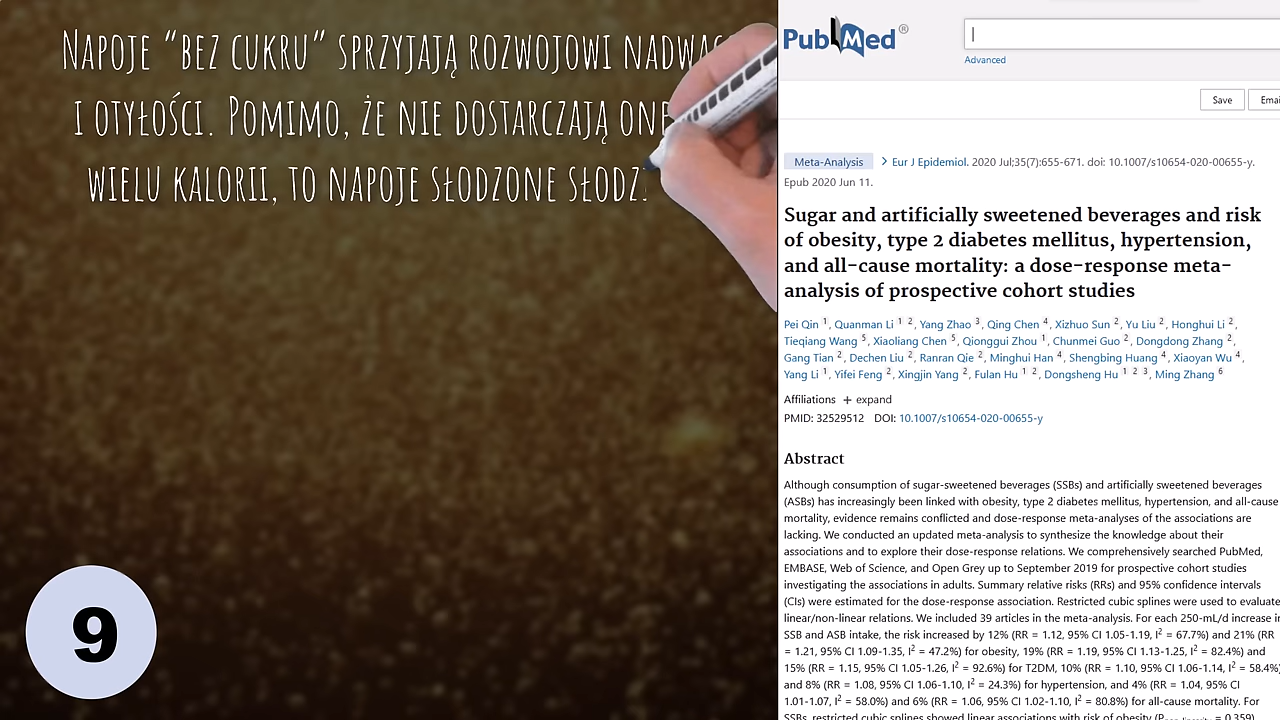 NAPOJE "BEZ CUKRU" SPRZYJAJĄ ROZWOJOWI
I OTYŁOŚCI. POMIMO, ŻE NIE DOSTARCZAJĄ ONE
WIELU KALORII, TO NAPOJE SŁODZONE
9
PubMed®
Advanced
Save
Meta-Analysis > Eur J Epidemiol. 2020 Jul;35(7):655-671. doi: 10.1007/s10654-020-00655-y.
Epub 2020 Jun 11.
Sugar and artificially sweetened beverages and risk
of obesity, type 2 diabetes mellitus, hypertension,
and all-cause mortality: a dose-response meta-
analysis of prospective cohort studies
Pei Qin 1, Quanman Li 1 2, Yang Zhao 3, Qing Chen 4, Xizhuo Sun 2, Yu Liu 2, Honghui Li 2,
Tieqiang Wang 5, Xiaoliang Chen 5, Qionggui Zhou 1, Chunmei Guo 2, Dongdong Zhang 2,
Gang Tian 2, Dechen Liu 2, Ranran Qie 2, Minghui Han 4, Shengbing Huang 4, Xiaoyan Wu 4,
Yang Li 1, Yifei Feng 2, Xingjin Yang 2, Fulan Hu 1 2, Dongsheng Hu 1 2 3, Ming Zhang 6
Affiliations + expand
PMID: 32529512 DOI: 10.1007/s10654-020-00655-y
Abstract
Although consumption of sugar-sweetened beverages (SSBs) and artificially sweetened beverages
(ASBs) has increasingly been linked with obesity, type 2 diabetes mellitus, hypertension, and all-cause
mortality, evidence remains conflicted and dose-response meta-analyses of the associations are
lacking. We conducted an updated meta-analysis to synthesize the knowledge about their
associations and to explore their dose-response relations. We comprehensively searched PubMed,
EMBASE, Web of Science, and Open Grey up to September 2019 for prospective cohort studies
investigating the associations in adults. Summary relative risks (RRs) and 95% confidence intervals
(CIs) were estimated for the dose-response association. Restricted cubic splines were used to evaluate
linear/non-linear relations. We included 39 articles in the meta-analysis. For each 250-mL/d increase in
SSB and ASB intake, the risk increased by 12% (RR = 1.12, 95% CI 1.05-1.19, I2 = 67.7%) and 21% (RR
= 1.21, 95% CI 1.09-1.35, I2 = 47.2%) for obesity, 19% (RR = 1.19, 95% CI 1.13-1.25, I2 = 82.4%) and
15% (RR = 1.15, 95% CI 1.05-1.26, I2 = 92.6%) for T2DM, 10% (RR = 1.10, 95% CI 1.06-1.14, I2 = 58.4%)
and 8% (RR = 1.08, 95% CI 1.06-1.10, I2 = 24.3%) for hypertension, and 4% (RR = 1.04, 95% CI
1.01-1.07, I2 = 58.0%) and 6% (RR = 1.06, 95% CI 1.02-1.10, I2 = 80.8%) for all-cause mortality. For
SSBs, restricted cubic splines showed linear associations with risk of obesity